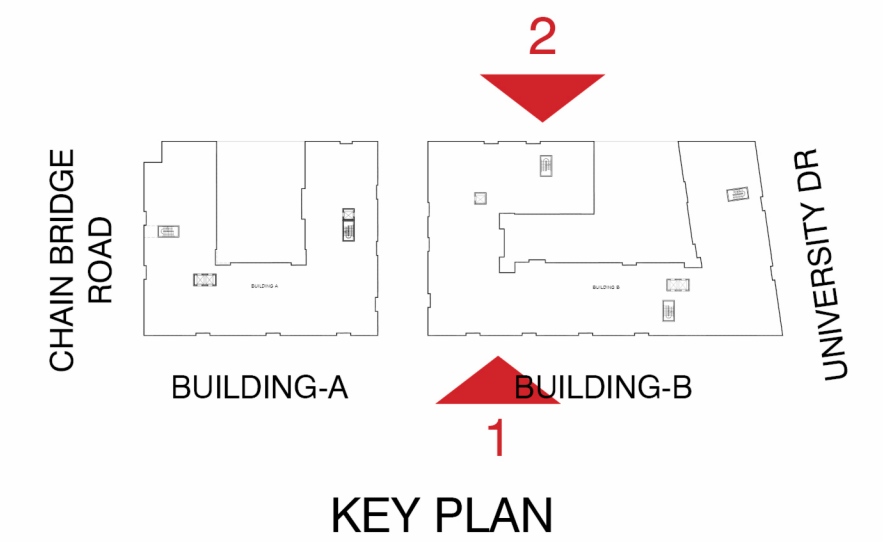 2
CHAIN BRIDGE
ROAD
UNIVERSITY DR
BUILDING A
BUILDING B
BUILDING-A
BUILDING-B
1
KEY PLAN